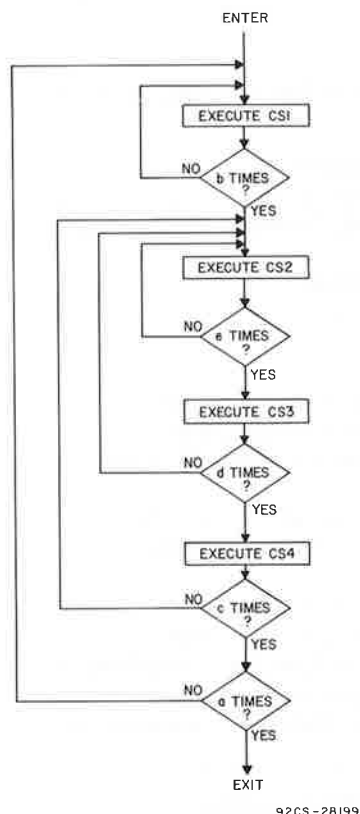 ENTER
EXECUTE CS1
NO
b TIMES
?
YES
EXECUTE CS2
NO
e TIMES
?
YES
EXECUTE CS3
NO
d TIMES
?
YES
EXECUTE CS4
NO
c TIMES
?
YES
NO
a TIMES
?
YES
EXIT
92CS-28199